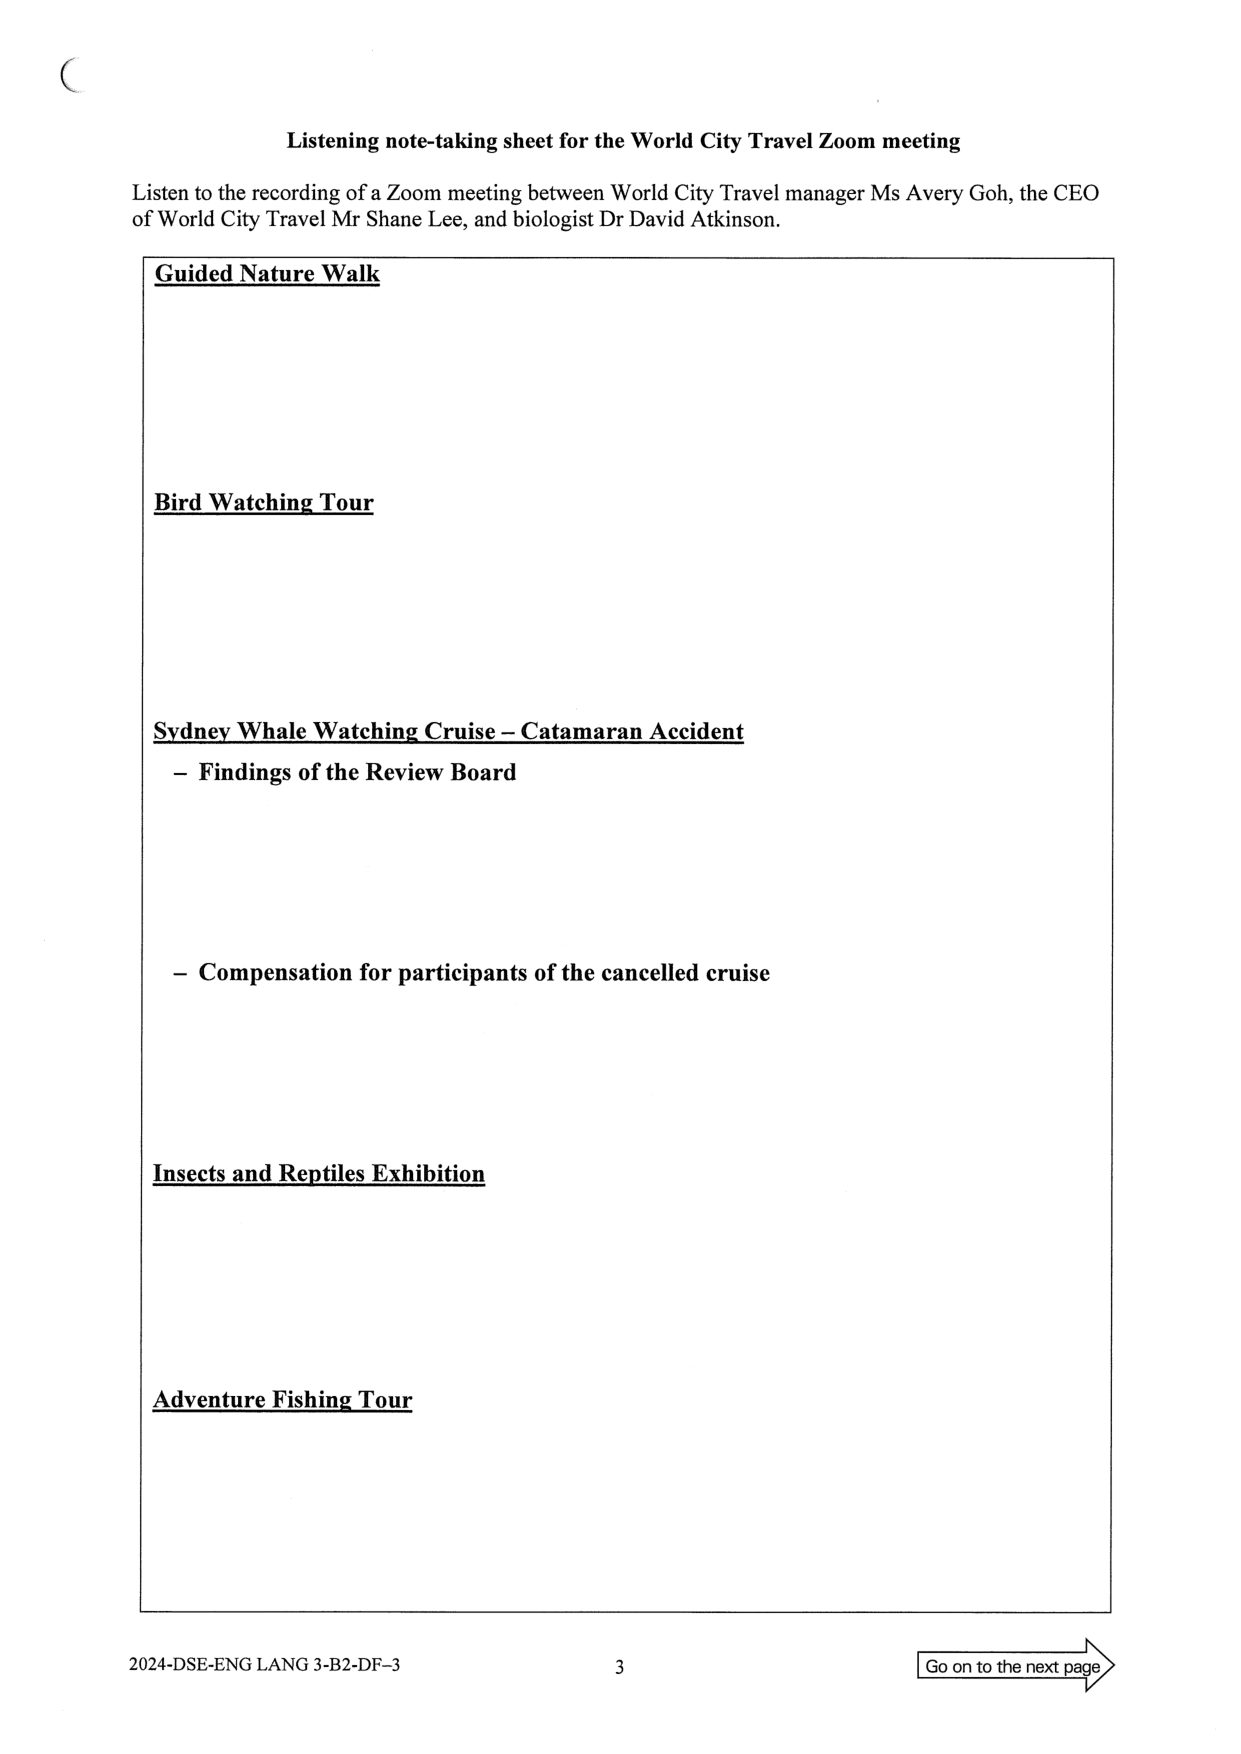 Listening note-taking sheet for the World City Travel Zoom meeting
Listen to the recording of a Zoom meeting between World City Travel manager Ms Avery Goh, the CEO
of World City Travel Mr Shane Lee, and biologist Dr David Atkinson.
Guided Nature Walk
Bird Watching Tour
Sydney Whale Watching Cruise – Catamaran Accident
– Findings of the Review Board
– Compensation for participants of the cancelled cruise
Insects and Reptiles Exhibition
Adventure Fishing Tour
2024-DSE-ENG LANG 3-B2-DF–3
3
Go on to the next page